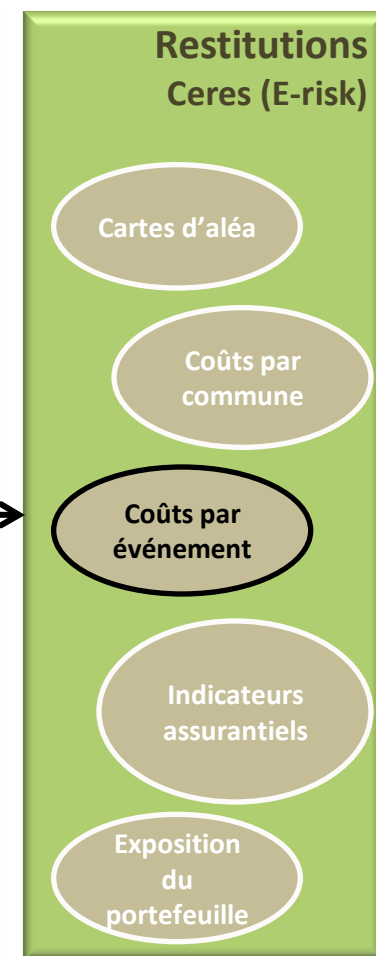 Restitutions
Ceres (E-risk)
Cartes d’aléa
Coûts par
commune
Coûts par
événement
Indicateurs
assurantiels
Exposition
du
portefeuille